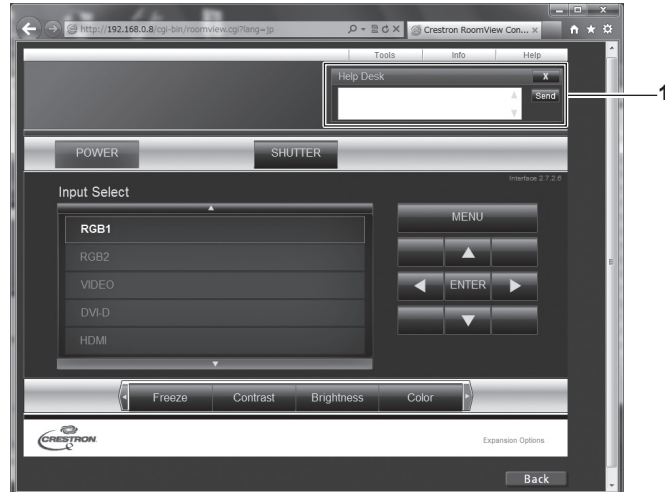 http://192.168.0.8/cgi-bin/roomview.cgi?lang=jp
Crestron RoomView Con... ×
Tools Info Help
Help Desk X
Send
1
POWER SHUTTER
Interface 2.7.2.6
Input Select
MENU
RGB1
RGB2
VIDEO
ENTER
DVI-D
HDMI
Freeze Contrast Brightness Color
CRESTRON
Expansion Options
Back